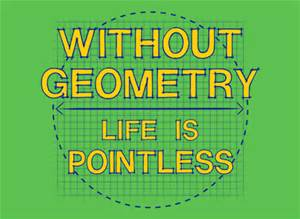 WITHOUT
GEOMETRY
LIFE IS
POINTLESS